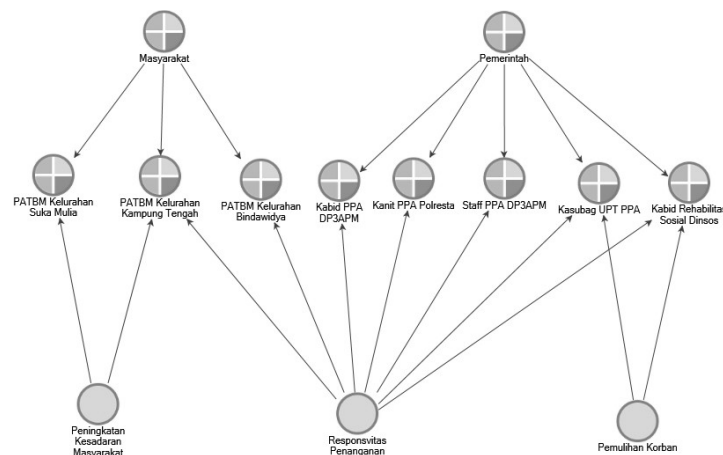 Masyarakat
Pemerintah
PATBM Kelurahan
Suka Mulia
PATBM Kelurahan
Kampung Tengah
PATBM Kelurahan
Bindawidya
Kabid PPA
DP3APM
Kanit PPA Polresta
Staff PPA DP3APM
Kasubag UPT PPA
Kabid Rehabilitas
Sosial Dinsos
Peningkatan
Kesadaran
Masyarakat
Responsvitas
Penanganan
Pemulihan Korban